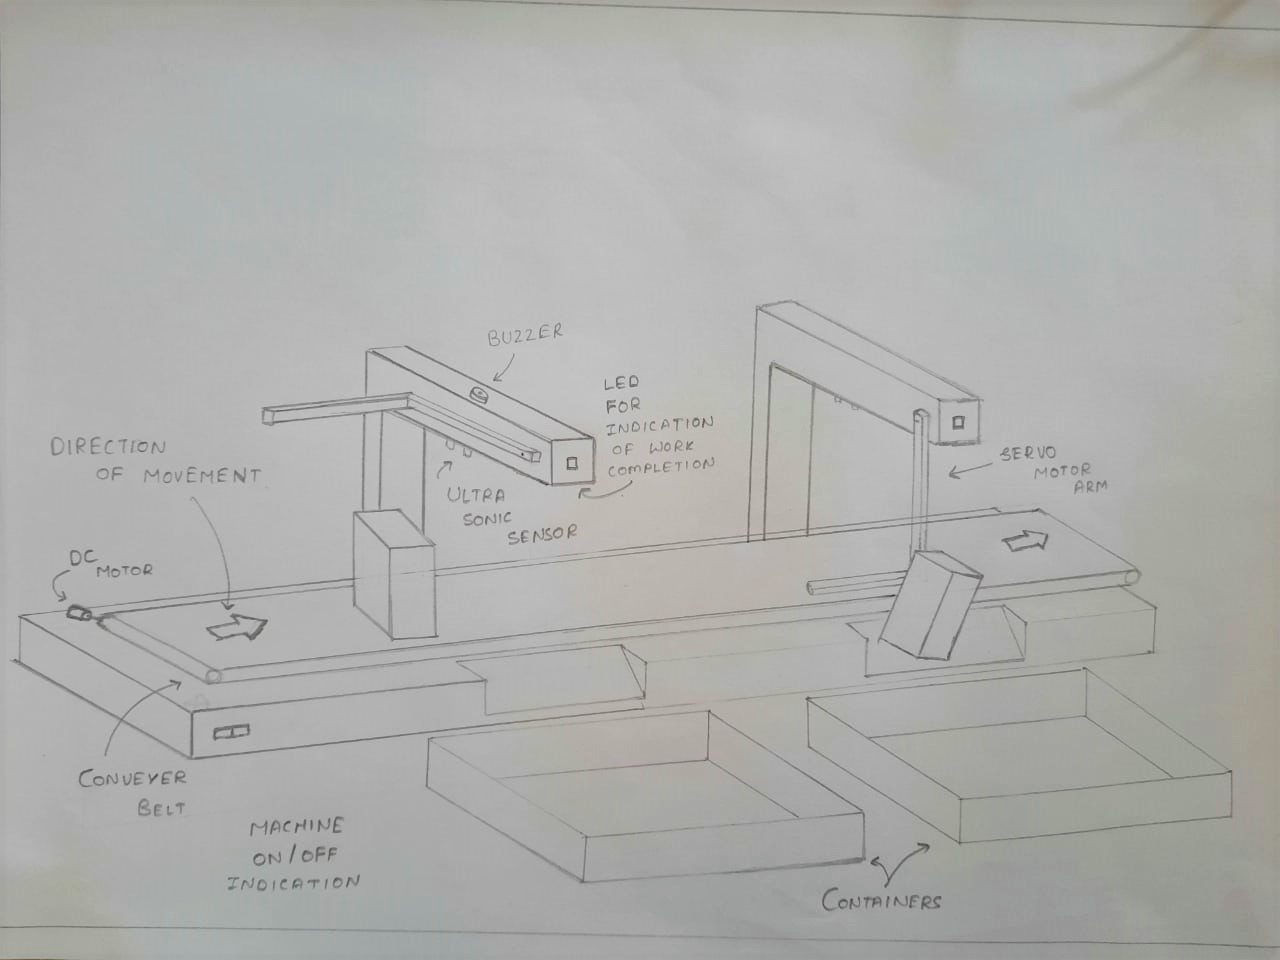 BUZZER
LED
FOR
INDICATION
OF WORK
COMPLETION
DIRECTION
OF MOVEMENT
ULTRA
SONIC
SENSOR
SERVO
MOTOR
ARM
DC
MOTOR
CONVEYER
BELT
MACHINE
ON/OFF
INDICATION
CONTAINERS